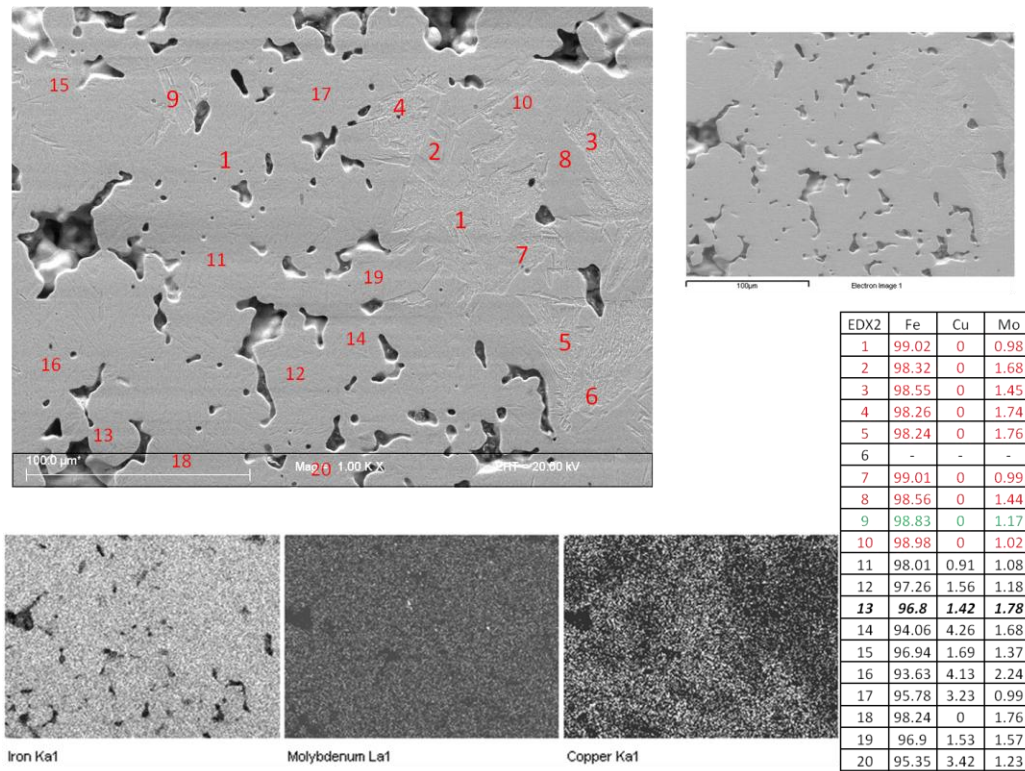 15
9
17
4
10
3
1
2
8
1
7
11
19
14
5
16
12
6
13
18
20
100.0 µm*
Mag = 1.00 K X
EHT = 20.00 kV
100µm
Electron Image 1
EDX2 Fe Cu Mo
1 99.02 0 0.98
2 98.32 0 1.68
3 98.55 0 1.45
4 98.26 0 1.74
5 98.24 0 1.76
6 - - -
7 99.01 0 0.99
8 98.56 0 1.44
9 98.83 0 1.17
10 98.98 0 1.02
11 98.01 0.91 1.08
12 97.26 1.56 1.18
13 96.8 1.42 1.78
14 94.06 4.26 1.68
15 96.94 1.69 1.37
16 93.63 4.13 2.24
17 95.78 3.23 0.99
18 98.24 0 1.76
19 96.9 1.53 1.57
20 95.35 3.42 1.23
Iron Ka1
Molybdenum La1
Copper Ka1